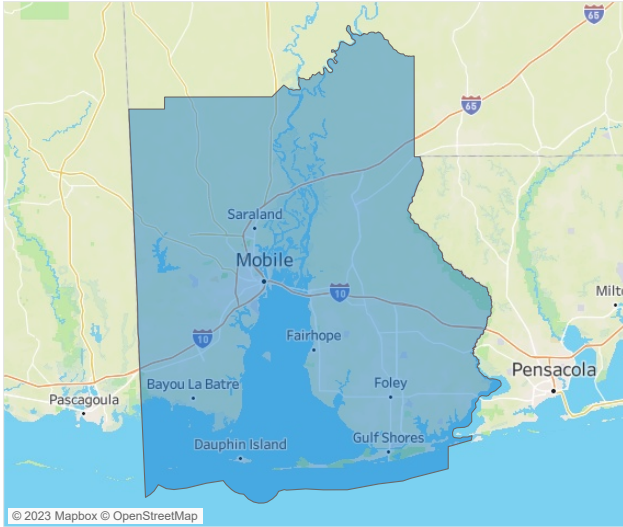 65
65
Saraland
Mobile
10
10
Fairhope
Milt
Pensacola
Bayou La Batre
Foley
Pascagoula
Dauphin Island
Gulf Shores
© 2023 Mapbox © OpenStreetMap